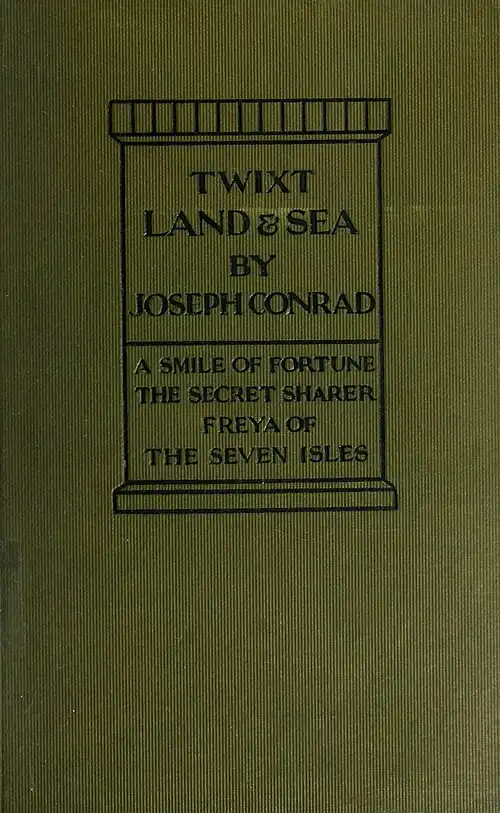 TWIXT
LAND & SEA
BY
JOSEPH CONRAD
A SMILE OF FORTUNE
THE SECRET SHARER
FREYA OF
THE SEVEN ISLES